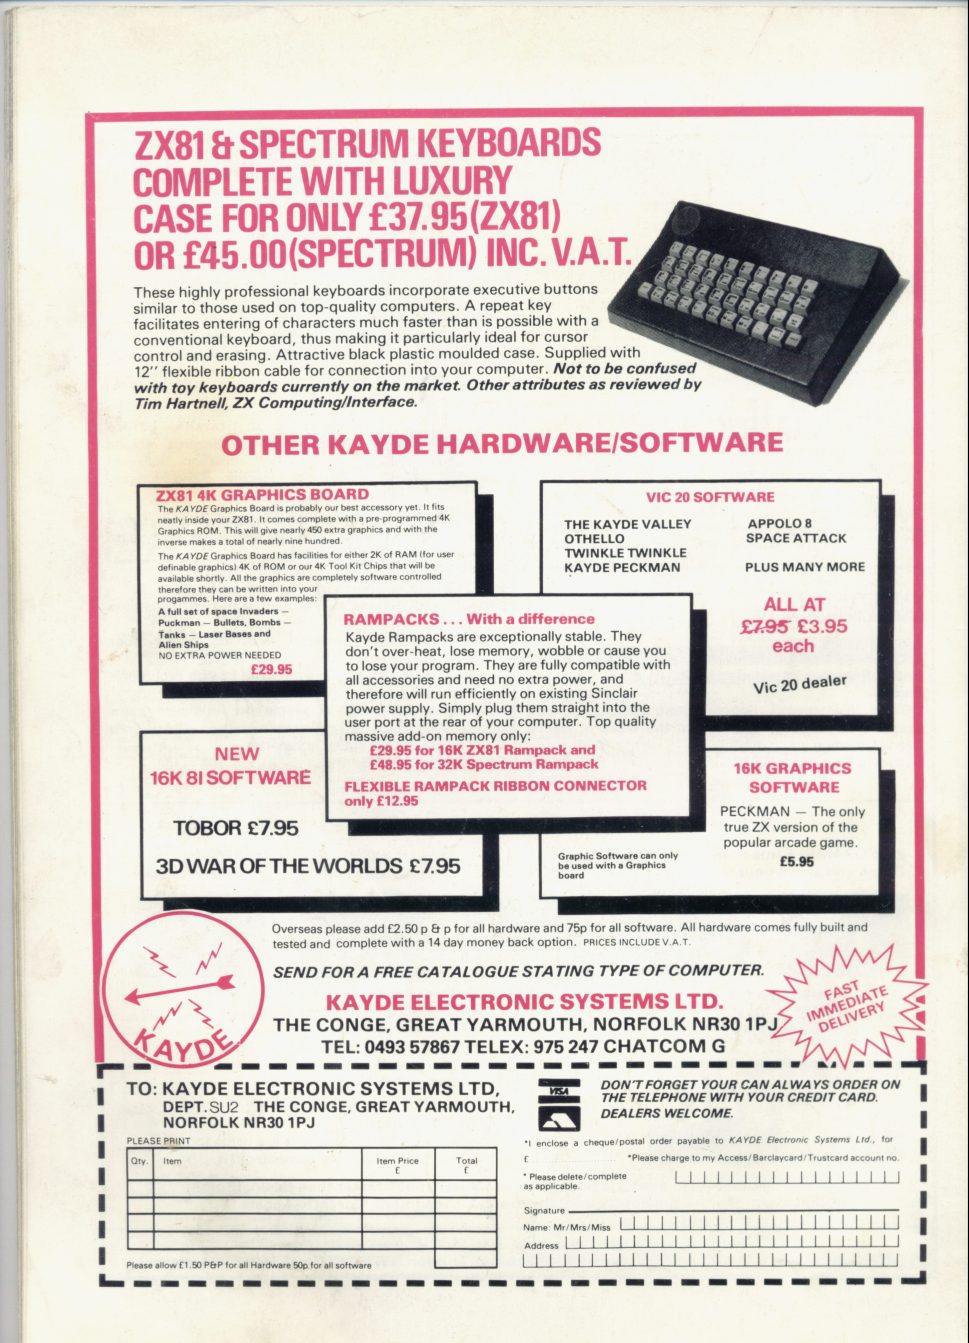 ZX81 & SPECTRUM KEYBOARDS
COMPLETE WITH LUXURY
CASE FOR ONLY £37.95(ZX81)
OR £45.00(SPECTRUM) INC. V.A.T.
These highly professional keyboards incorporate executive buttons
similar to those used on top-quality computers. A repeat key
facilitates entering of characters much faster than is possible with a
conventional keyboard, thus making it particularly ideal for cursor
control and erasing. Attractive black plastic moulded case. Supplied with
12'' flexible ribbon cable for connection into your computer. Not to be confused
with toy keyboards currently on the market. Other attributes as reviewed by
Tim Hartnell, ZX Computing/Interface.
OTHER KAYDE HARDWARE/SOFTWARE
ZX81 4K GRAPHICS BOARD
The KAYDE Graphics Board is probably our best accessory yet. It fits
neatly inside your ZX81. It comes complete with a pre-programmed 4K
Graphics ROM. This will give nearly 450 extra graphics and with the
inverse makes a total of nearly nine hundred.
The KAYDE Graphics Board has facilities for either 2K of RAM (for user
definable graphics) 4K of ROM or our 4K Tool Kit Chips that will be
available shortly. All the graphics are completely software controlled
therefore they can be written into your
progammes. Here are a few examples:
A full set of space Invaders —
Puckman — Bullets, Bombs —
Tanks — Laser Bases and
Alien Ships
NO EXTRA POWER NEEDED
£29.95
VIC 20 SOFTWARE
THE KAYDE VALLEY APPOLO 8
OTHELLO SPACE ATTACK
TWINKLE TWINKLE
KAYDE PECKMAN PLUS MANY MORE
ALL AT
£7.95 £3.95
each
Vic 20 dealer
RAMPACKS . . . With a difference
Kayde Rampacks are exceptionally stable. They
don't over-heat, lose memory, wobble or cause you
to lose your program. They are fully compatible with
all accessories and need no extra power, and
therefore will run efficiently on existing Sinclair
power supply. Simply plug them straight into the
user port at the rear of your computer. Top quality
massive add-on memory only:
£29.95 for 16K ZX81 Rampack and
£48.95 for 32K Spectrum Rampack
FLEXIBLE RAMPACK RIBBON CONNECTOR
only £12.95
NEW
16K 81 SOFTWARE
TOBOR £7.95
3D WAR OF THE WORLDS £7.95
16K GRAPHICS
SOFTWARE
PECKMAN — The only
true ZX version of the
popular arcade game.
£5.95
Graphic Software can only
be used with a Graphics
board
Overseas please add £2.50 p & p for all hardware and 75p for all software. All hardware comes fully built and
tested and complete with a 14 day money back option. PRICES INCLUDE V.A.T.
SEND FOR A FREE CATALOGUE STATING TYPE OF COMPUTER.
KAYDE ELECTRONIC SYSTEMS LTD.
THE CONGE, GREAT YARMOUTH, NORFOLK NR30 1PJ
TEL: 0493 57867 TELEX: 975 247 CHATCOM G
KAYDE
FAST
IMMEDIATE
DELIVERY
TO: KAYDE ELECTRONIC SYSTEMS LTD,
DEPT. SU2 THE CONGE, GREAT YARMOUTH,
NORFOLK NR30 1PJ
PLEASE PRINT
Qty. Item Item Price Total
£ £
Please allow £1.50 P&P for all Hardware 50p for all software
VISA
DON'T FORGET YOUR CAN ALWAYS ORDER ON
THE TELEPHONE WITH YOUR CREDIT CARD.
DEALERS WELCOME.
*I enclose a cheque/postal order payable to KAYDE Electronic Systems Ltd., for
£ *Please charge to my Access/Barclaycard/Trustcard account no.
* Please delete/complete
as applicable.
Signature
Name: Mr/Mrs/Miss
Address